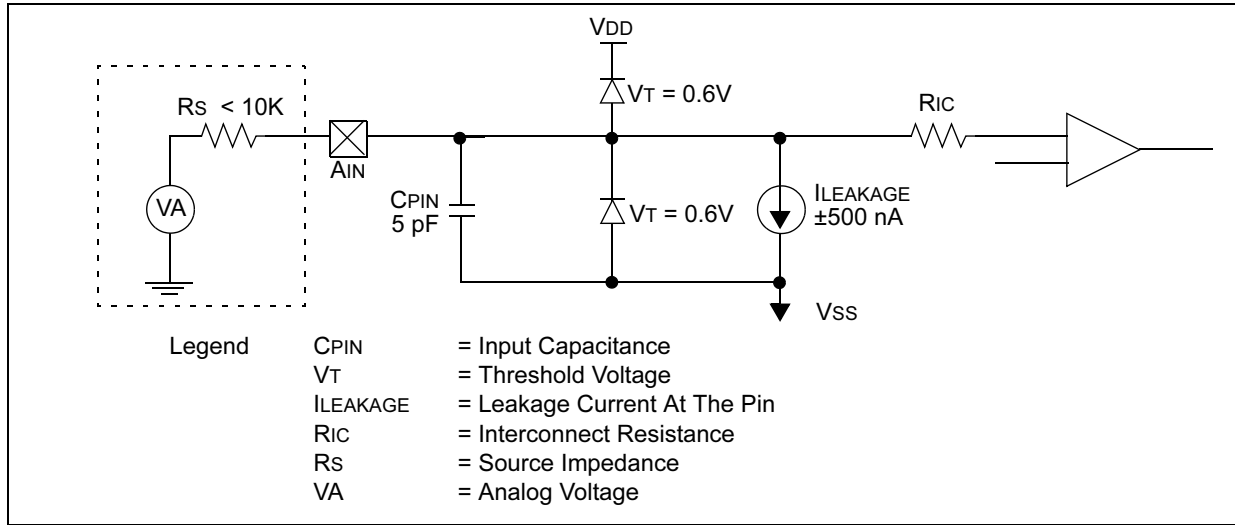 VDD
VT = 0.6V
RS < 10K
RIC
AIN
VA
CPIN
5 pF
VT = 0.6V
ILEAKAGE
±500 nA
VSS
Legend
CPIN = Input Capacitance
VT = Threshold Voltage
ILEAKAGE = Leakage Current At The Pin
RIC = Interconnect Resistance
RS = Source Impedance
VA = Analog Voltage